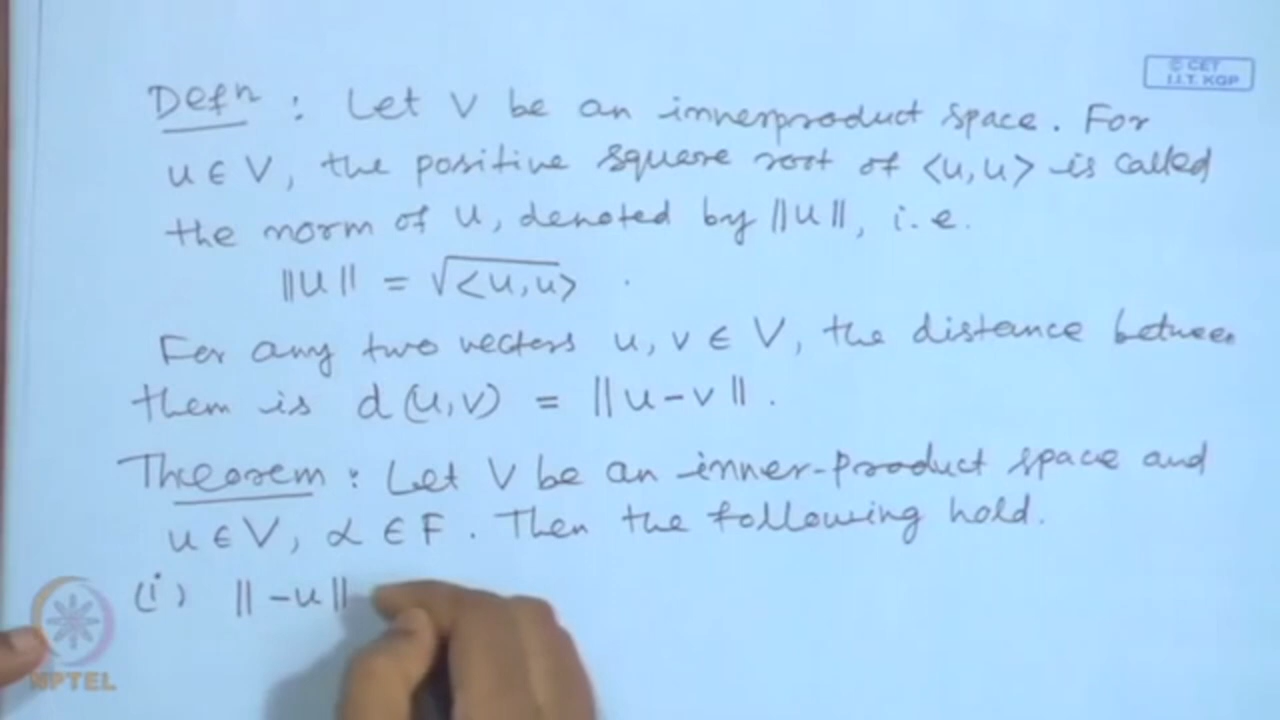 © CET
I.I.T. KGP
Defn : Let V be an innerproduct space. For
u ∈ V, the positive square root of <u,u> is called
the norm of u, denoted by ||u||, i.e.
||u|| = √<u,u> .
For any two vectors u, v ∈ V, the distance between
them is d(u,v) = ||u-v|| .
Theorem : Let V be an inner-product space and
u ∈ V, α ∈ F. Then the following hold.
(i) ||-u||
NPTEL